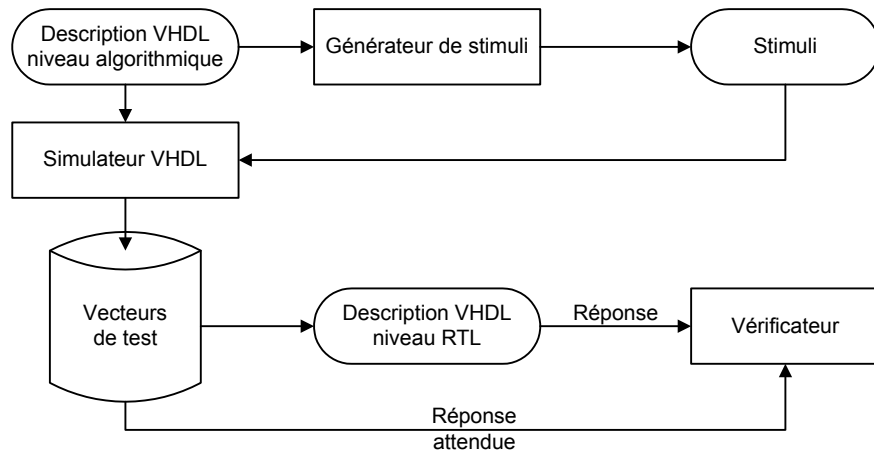 Description VHDL
niveau algorithmique
Générateur de stimuli
Stimuli
Simulateur VHDL
Vecteurs
de test
Description VHDL
niveau RTL
Réponse
Vérificateur
Réponse
attendue